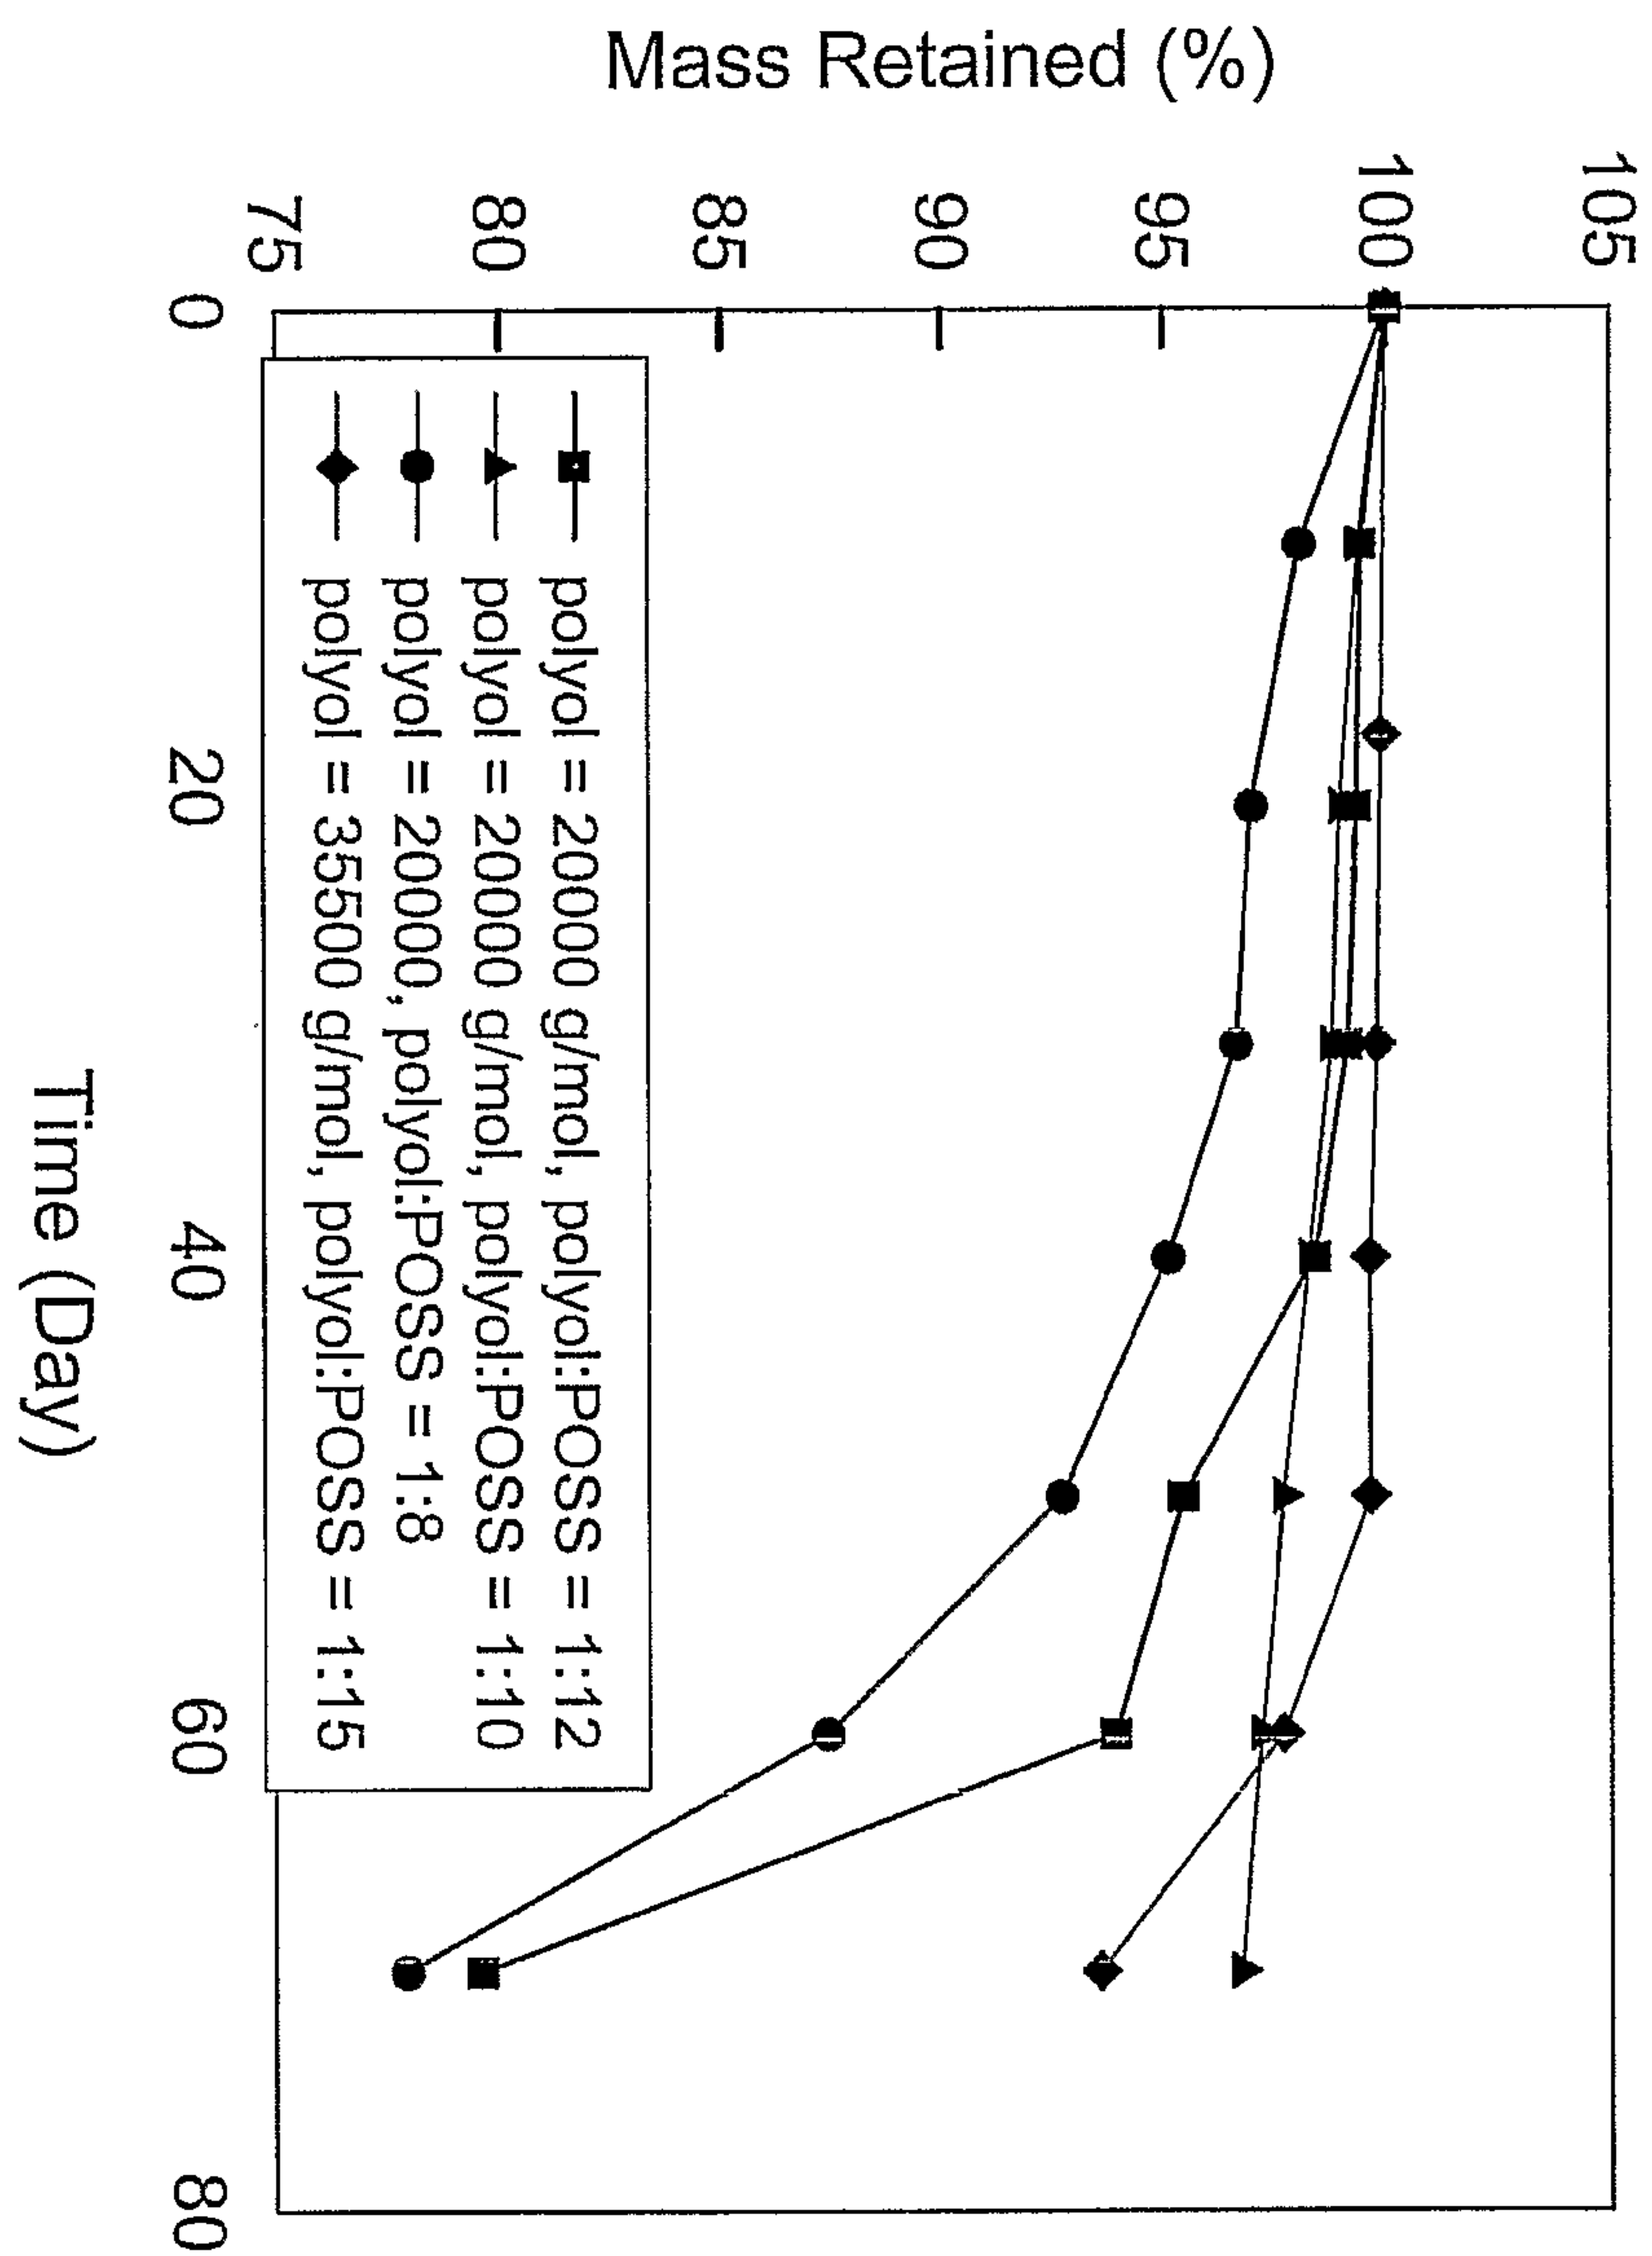 Mass Retained (%)
105
100
95
90
85
80
75
0
20
40
60
80
polyol = 20000 g/mol, polyol:POSS = 1:12
polyol = 20000 g/mol, polyol:POSS = 1:10
polyol = 20000, polyol:POSS = 1:8
polyol = 35500 g/mol, polyol:POSS = 1:15
Time (Day)